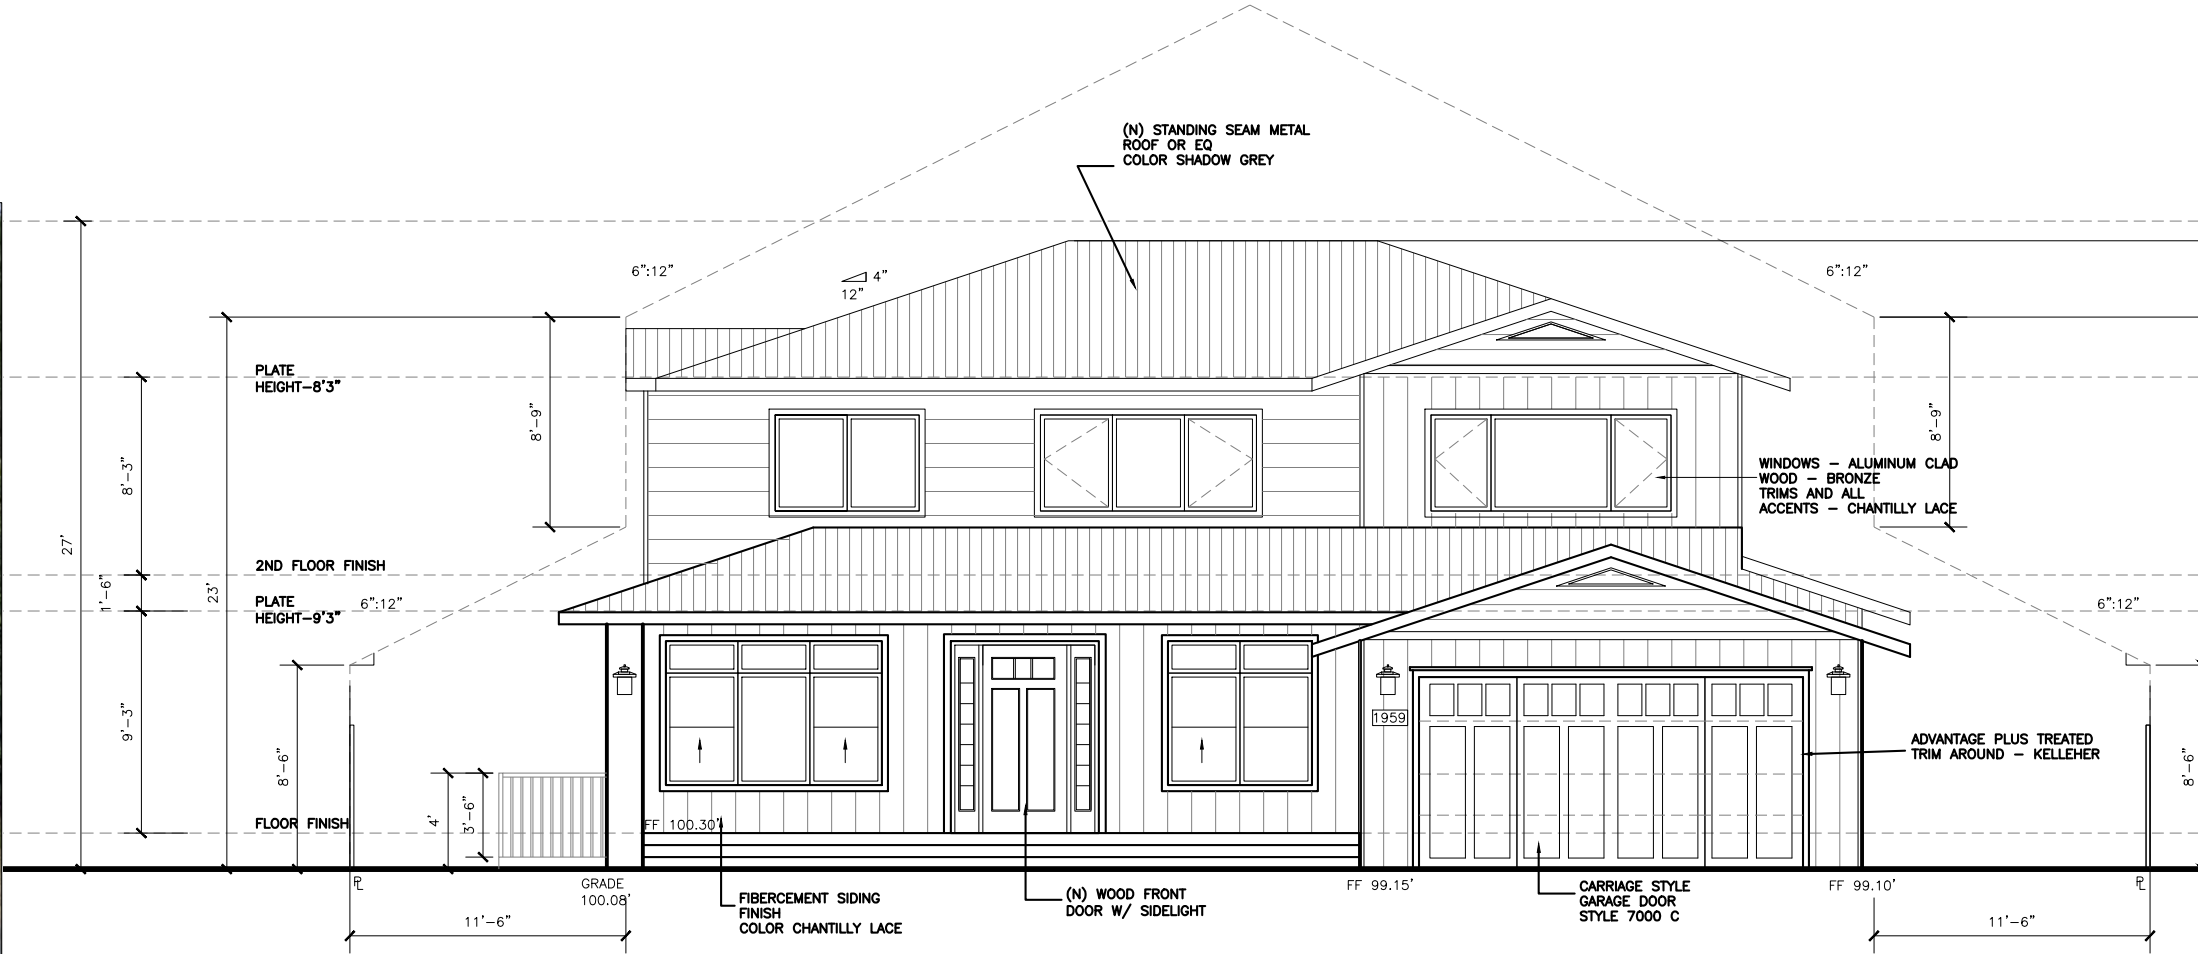 (N) STANDING SEAM METAL
ROOF OR EQ
COLOR SHADOW GREY
6":12"
4"
12"
6":12"
PLATE
HEIGHT-8'3"
8'-9"
8'-9"
8'-3"
WINDOWS - ALUMINUM CLAD
WOOD - BRONZE
TRIMS AND ALL
ACCENTS - CHANTILLY LACE
27'
23'
2ND FLOOR FINISH
1'-6"
PLATE
HEIGHT-9'3"
6":12"
6":12"
9'-3"
8'-6"
1959
ADVANTAGE PLUS TREATED
TRIM AROUND - KELLEHER
8'-6"
4'
3'-6"
FLOOR FINISH
FF 100.30'
PL
GRADE
100.08'
FF 99.15'
FF 99.10'
PL
FIBERCEMENT SIDING
FINISH
COLOR CHANTILLY LACE
(N) WOOD FRONT
DOOR W/ SIDELIGHT
CARRIAGE STYLE
GARAGE DOOR
STYLE 7000 C
11'-6"
11'-6"